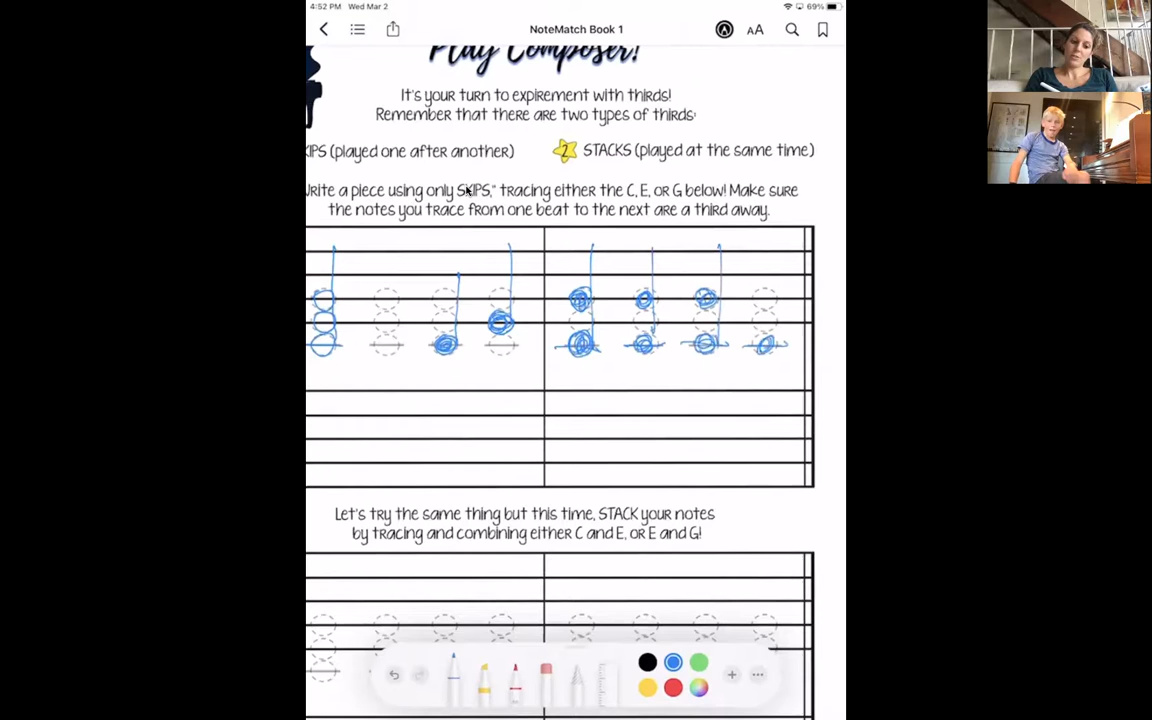 4:52 PM Wed Mar 2
69%
NoteMatch Book 1
AA
Play Composer!
It's your turn to expirement with thirds!
Remember that there are two types of thirds:
KIPS (played one after another)
2 STACKS (played at the same time)
Write a piece using only SKIPS," tracing either the C, E, OR G below! Make sure
the notes you trace from one beat to the next are a third away.
Let's try the same thing but this time, STACK your notes
by tracing and combining either C and E, OR E and G!